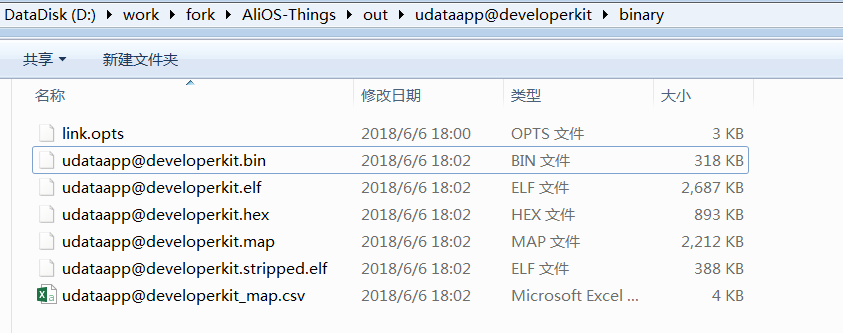 DataDisk (D:) work fork AliOS-Things out udataapp@developerkit binary
共享 新建文件夹
名称 修改日期 类型 大小
link.opts 2018/6/6 18:00 OPTS 文件 3 KB
udataapp@developerkit.bin 2018/6/6 18:02 BIN 文件 318 KB
udataapp@developerkit.elf 2018/6/6 18:02 ELF 文件 2,687 KB
udataapp@developerkit.hex 2018/6/6 18:02 HEX 文件 893 KB
udataapp@developerkit.map 2018/6/6 18:02 MAP 文件 2,212 KB
udataapp@developerkit.stripped.elf 2018/6/6 18:02 ELF 文件 388 KB
udataapp@developerkit_map.csv 2018/6/6 18:02 Microsoft Excel ... 4 KB